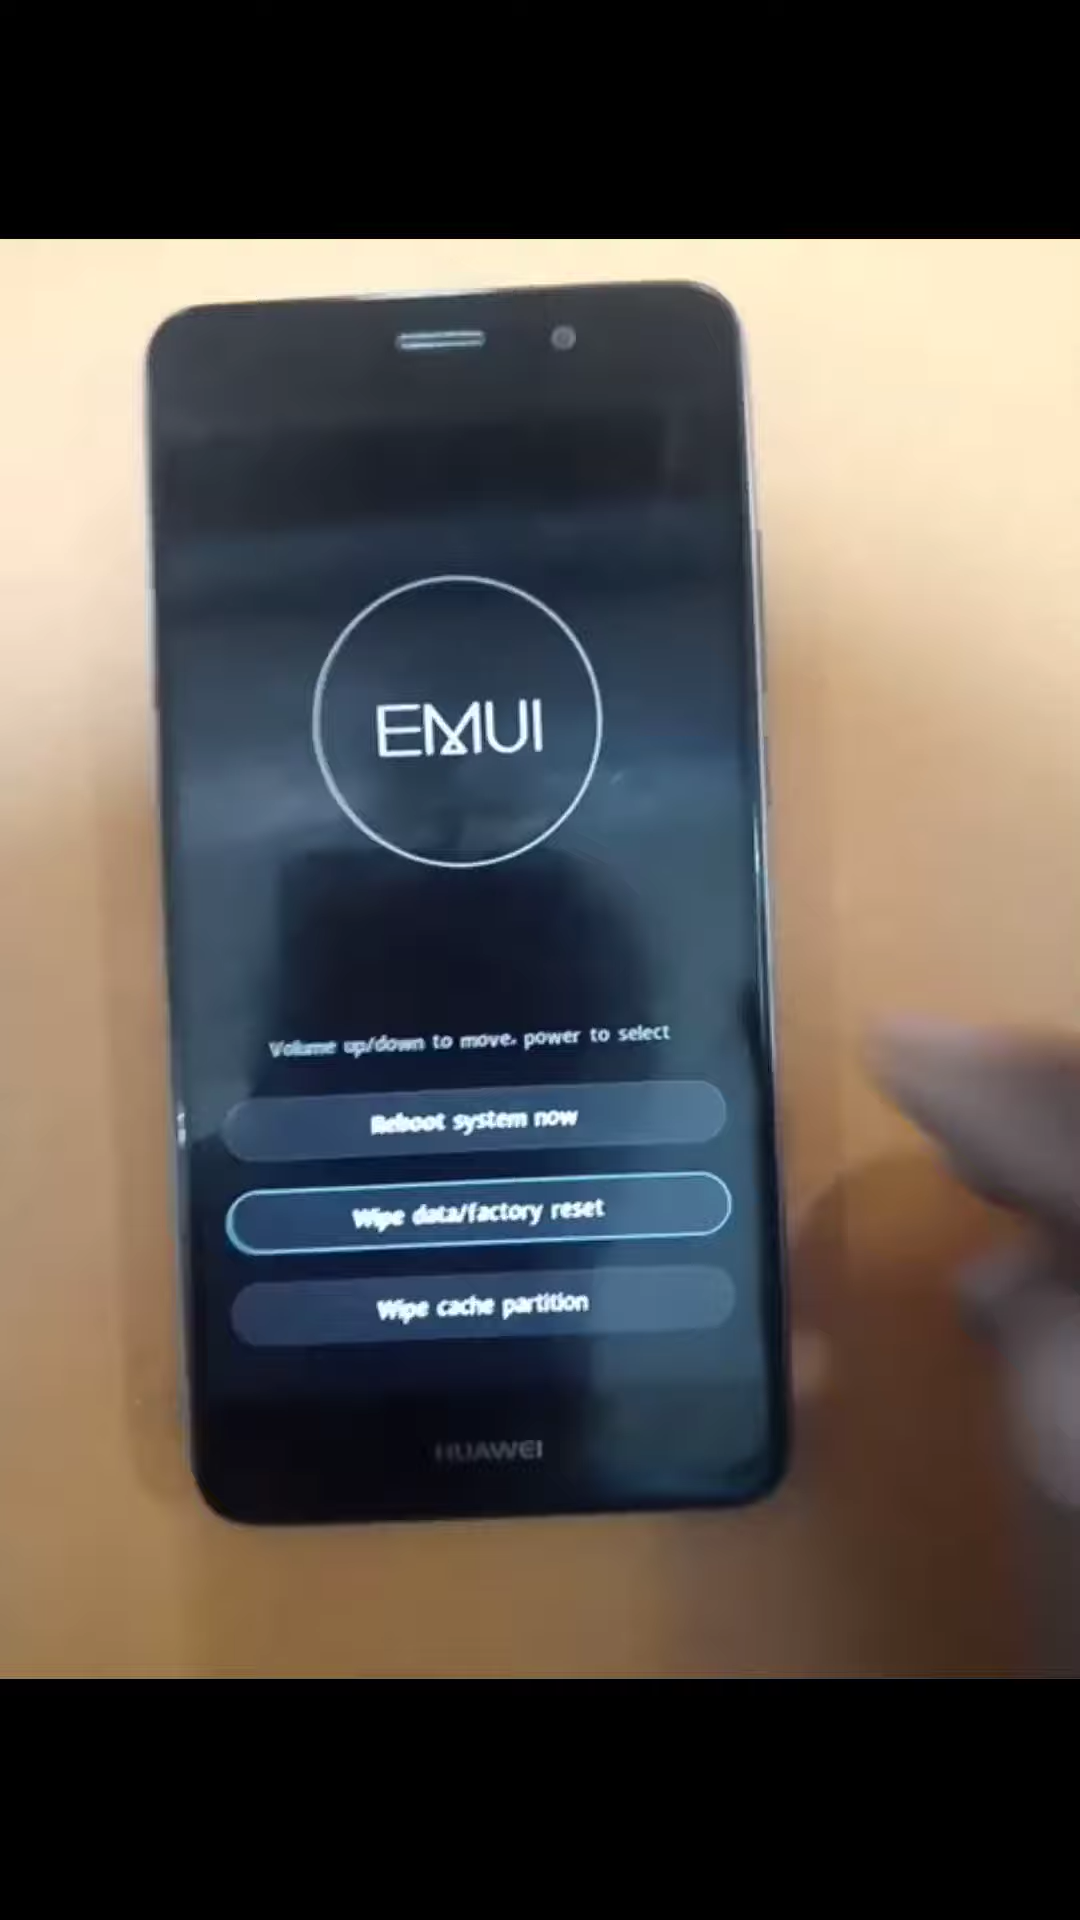 EMUI
Volume up/down to move, power to select
Reboot system now
Wipe data/factory reset
Wipe cache partition
HUAWEI